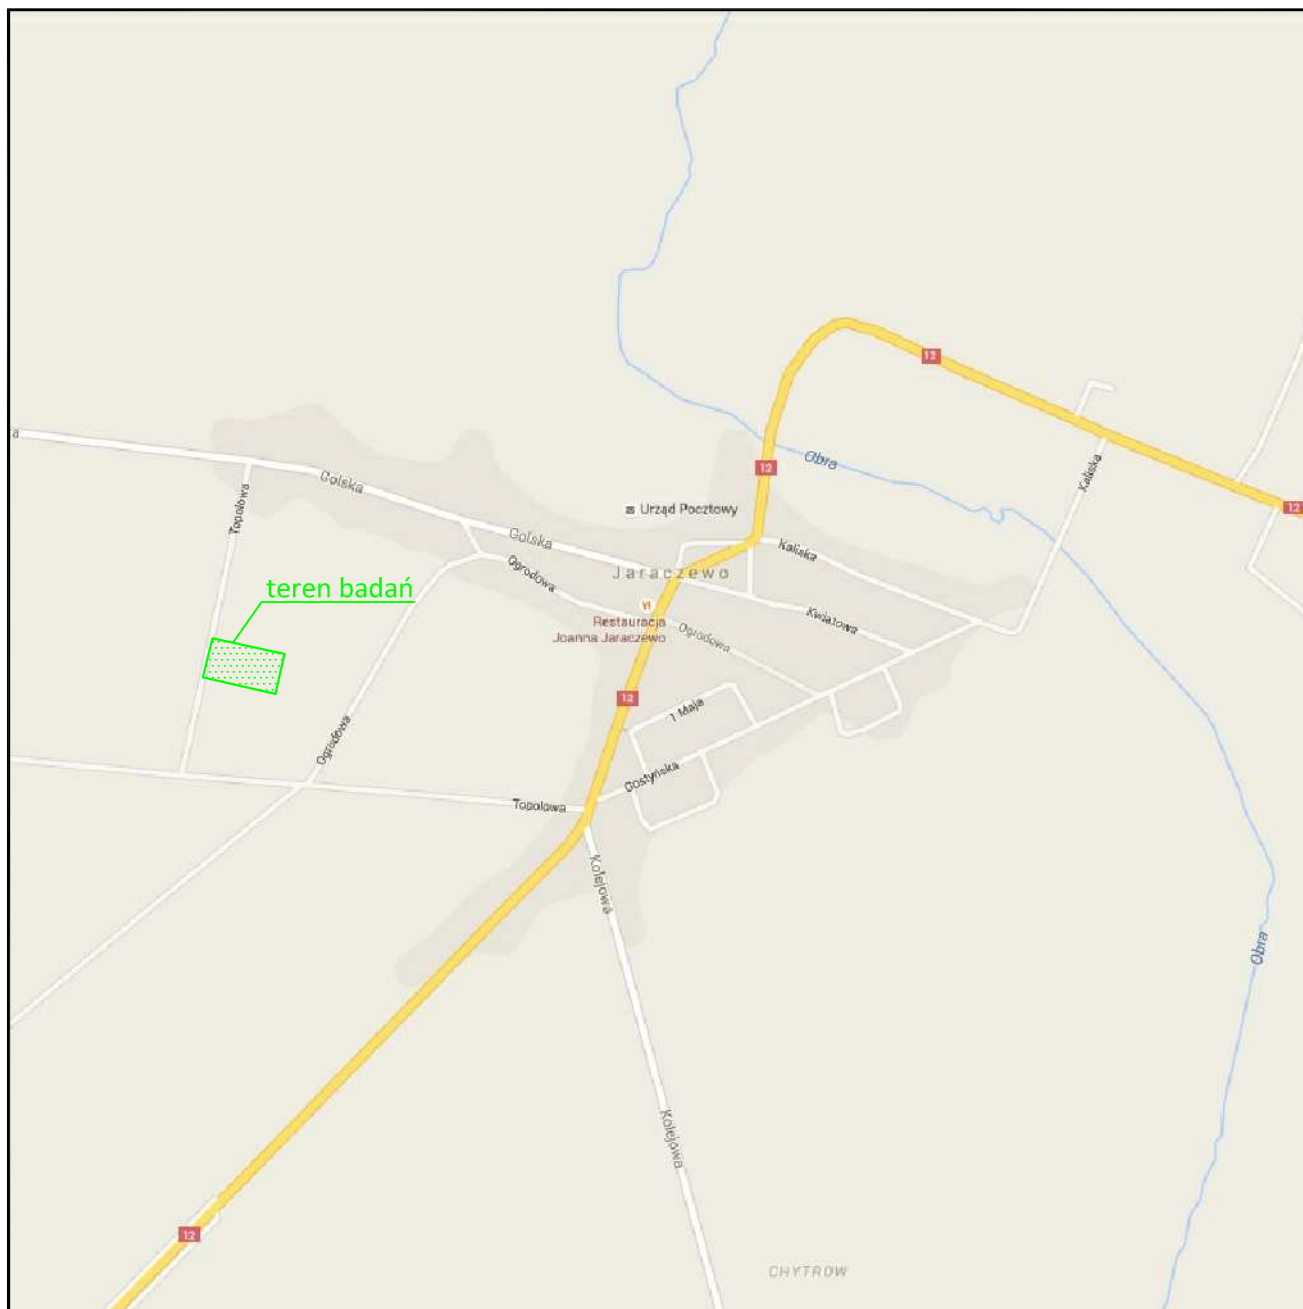 12
12
a
Kaliska
Obra
12
Golska
Topolowa
12
Urząd Pocztowy
Golska
Kaliska
Jaraczewo
Ogrodowa
teren badań
Restauracja
Joanna Jaraczewo
Kwiatowa
Ogrodowa
12
1 Maja
Ogrodowa
Gostyńska
Topolowa
Kolejowa
Obra
Kolejowa
12
CHYTROW